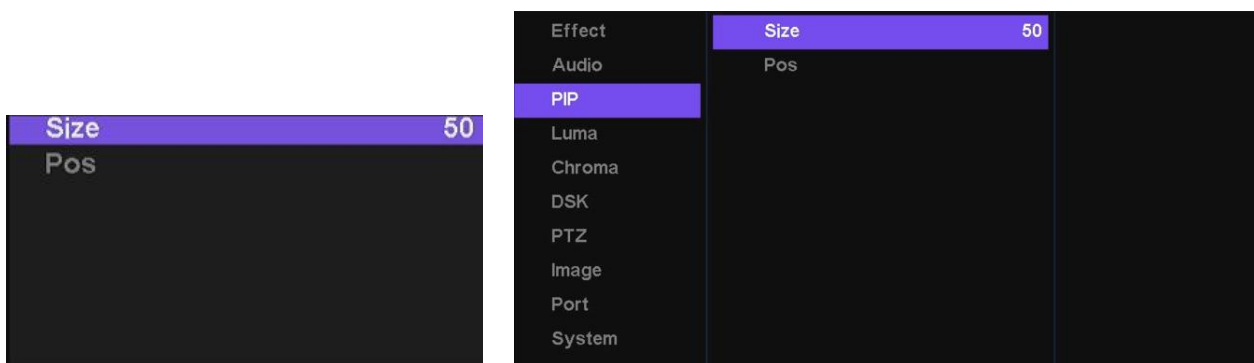 Size 50
Pos
Effect
Audio
PIP
Luma
Chroma
DSK
PTZ
Image
Port
System
Size 50
Pos